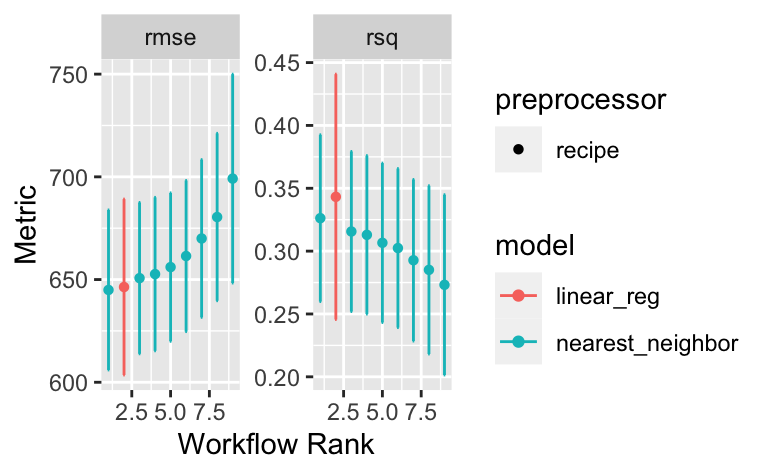 rmse
rsq
Metric
750
700
650
600
0.45
0.40
0.35
0.30
0.25
0.20
2.5 5.0 7.5
2.5 5.0 7.5
Workflow Rank
preprocessor
recipe
model
linear_reg
nearest_neighbor